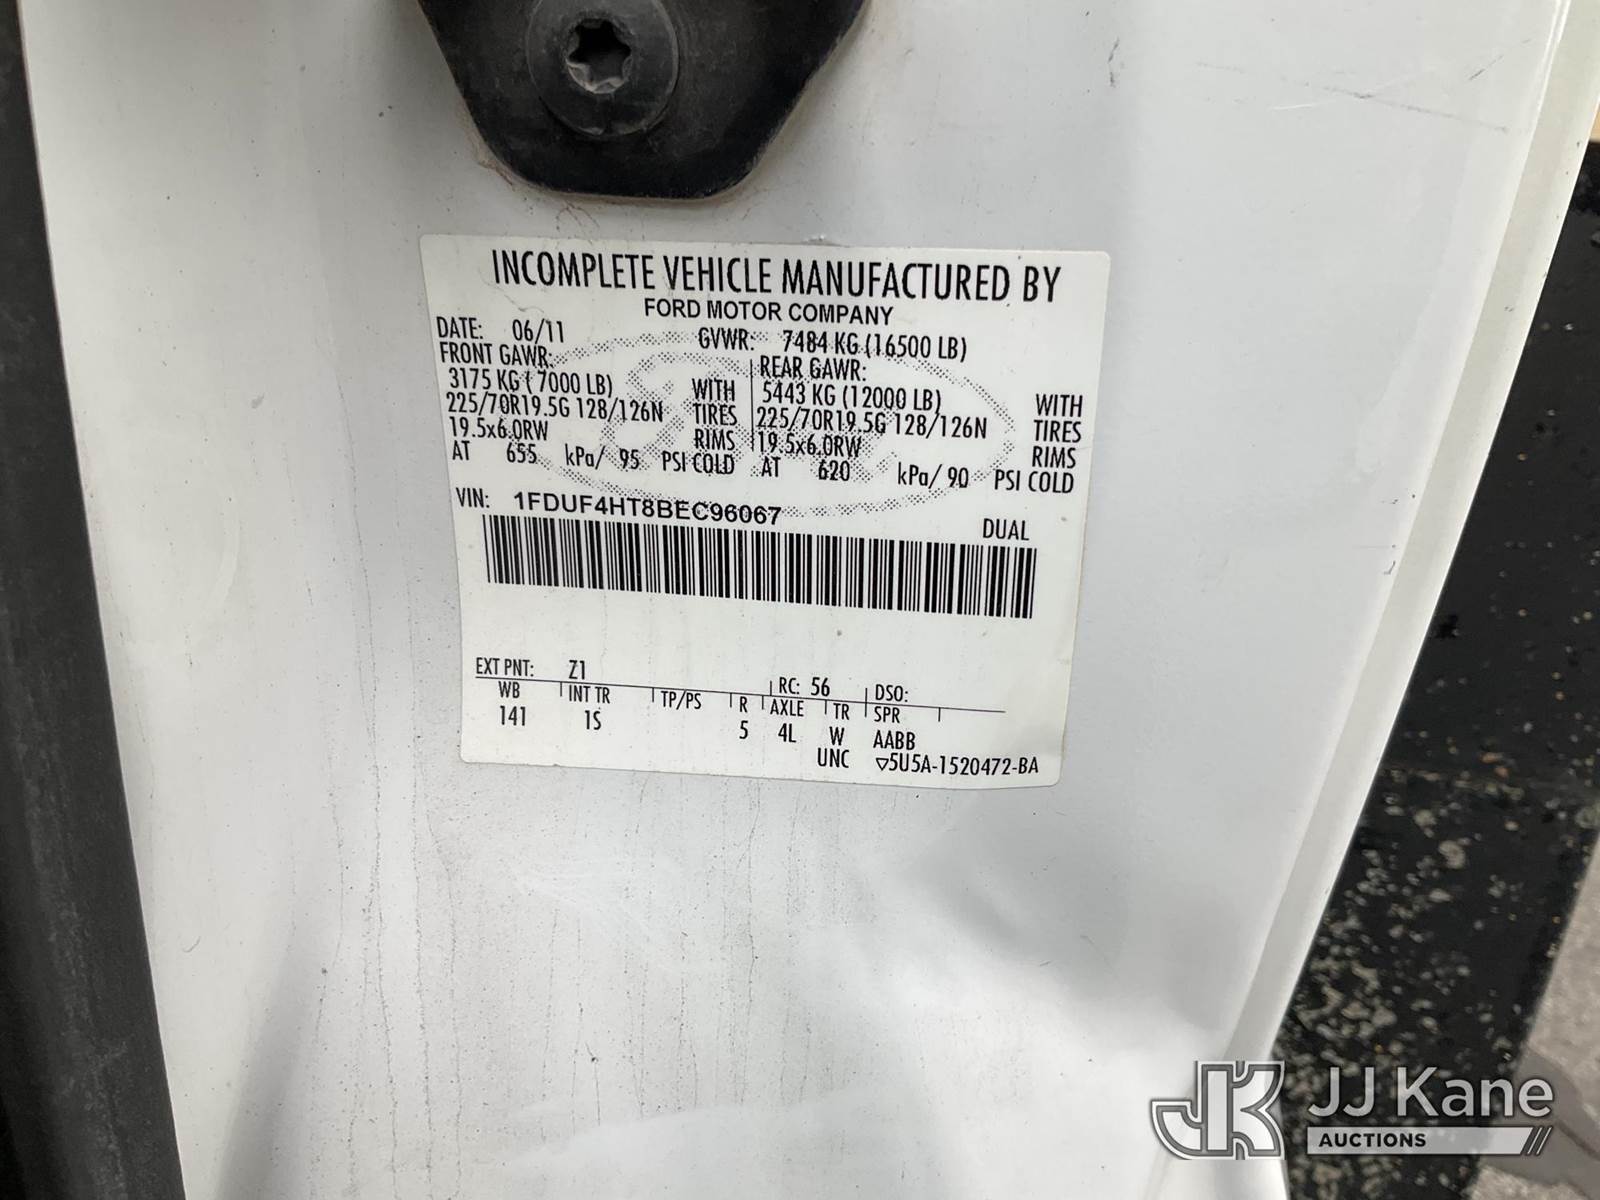 INCOMPLETE VEHICLE MANUFACTURED BY
FORD MOTOR COMPANY
DATE: 06/11 GVWR: 7484 KG (16500 LB)
FRONT GAWR: REAR GAWR:
3175 KG ( 7000 LB) WITH 5443 KG (12000 LB) WITH
225/70R19.5G 128/126N TIRES 225/70R19.5G 128/126N TIRES
19.5x6.0RW RIMS 19.5x6.0RW RIMS
AT 655 kPa/ 95 PSI COLD AT 620 kPa/ 90 PSI COLD
VIN: 1FDUF4HT8BEC96067 DUAL
EXT PNT: Z1 RC: 56 DSO:
WB INT TR TP/PS R AXLE TR SPR
141 1S 5 4L W AABB
UNC ▽5U5A-1520472-BA
JK JJ Kane
AUCTIONS